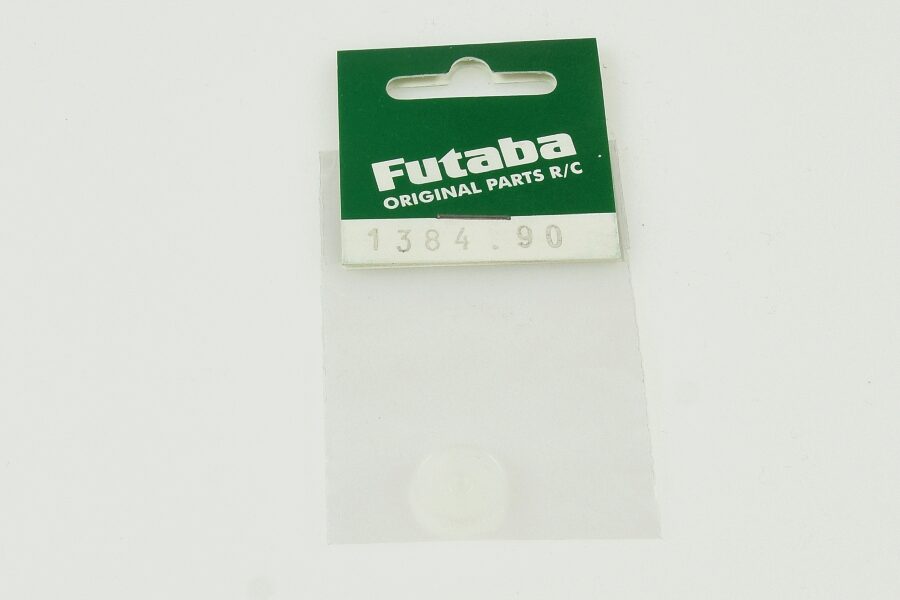 Futaba
ORIGINAL PARTS R/C
1384.90